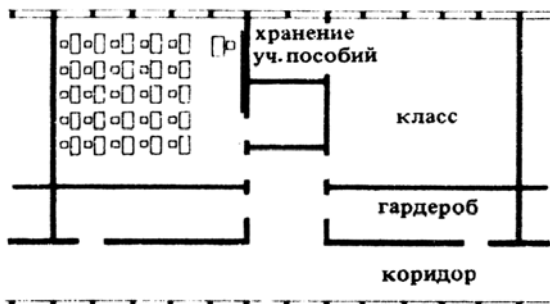 хранение
уч. пособий
класс
гардероб
коридор